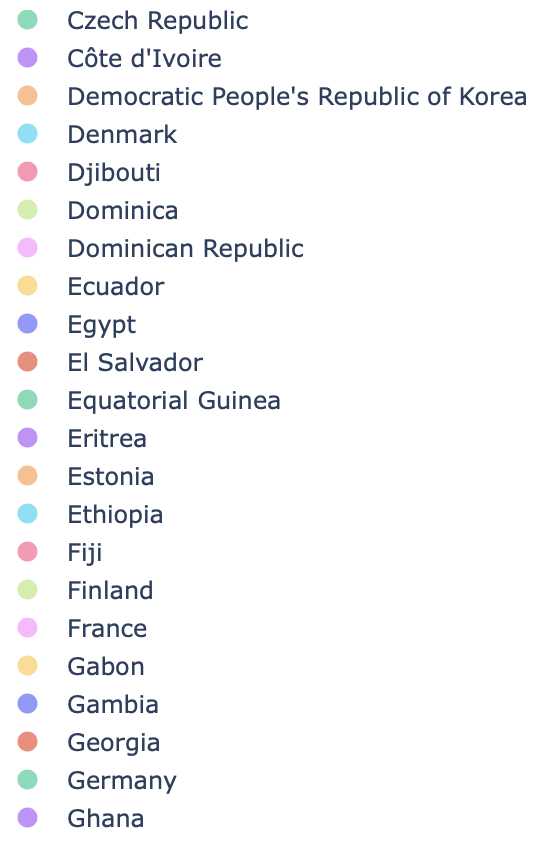 Czech Republic
Côte d'Ivoire
Democratic People's Republic of Korea
Denmark
Djibouti
Dominica
Dominican Republic
Ecuador
Egypt
El Salvador
Equatorial Guinea
Eritrea
Estonia
Ethiopia
Fiji
Finland
France
Gabon
Gambia
Georgia
Germany
Ghana